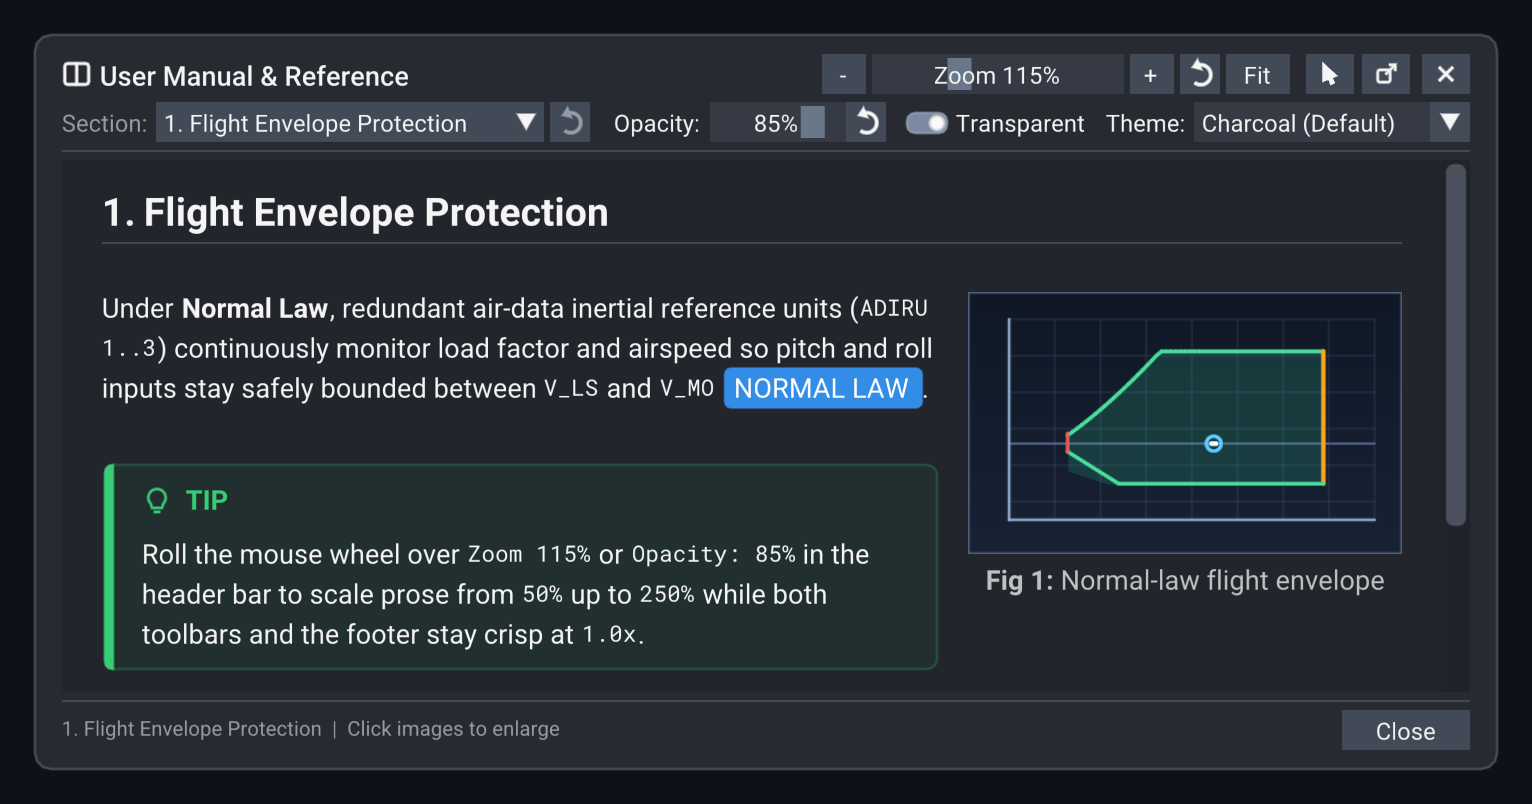 User Manual & Reference
- Zoom 115% + Fit
Section: 1. Flight Envelope Protection Opacity: 85% Transparent Theme: Charcoal (Default)
1. Flight Envelope Protection
Under Normal Law, redundant air-data inertial reference units (ADIRU
1..3) continuously monitor load factor and airspeed so pitch and roll
inputs stay safely bounded between V_LS and V_MO NORMAL LAW.
TIP
Roll the mouse wheel over Zoom 115% or Opacity: 85% in the
header bar to scale prose from 50% up to 250% while both
toolbars and the footer stay crisp at 1.0x.
Fig 1: Normal-law flight envelope
1. Flight Envelope Protection | Click images to enlarge
Close